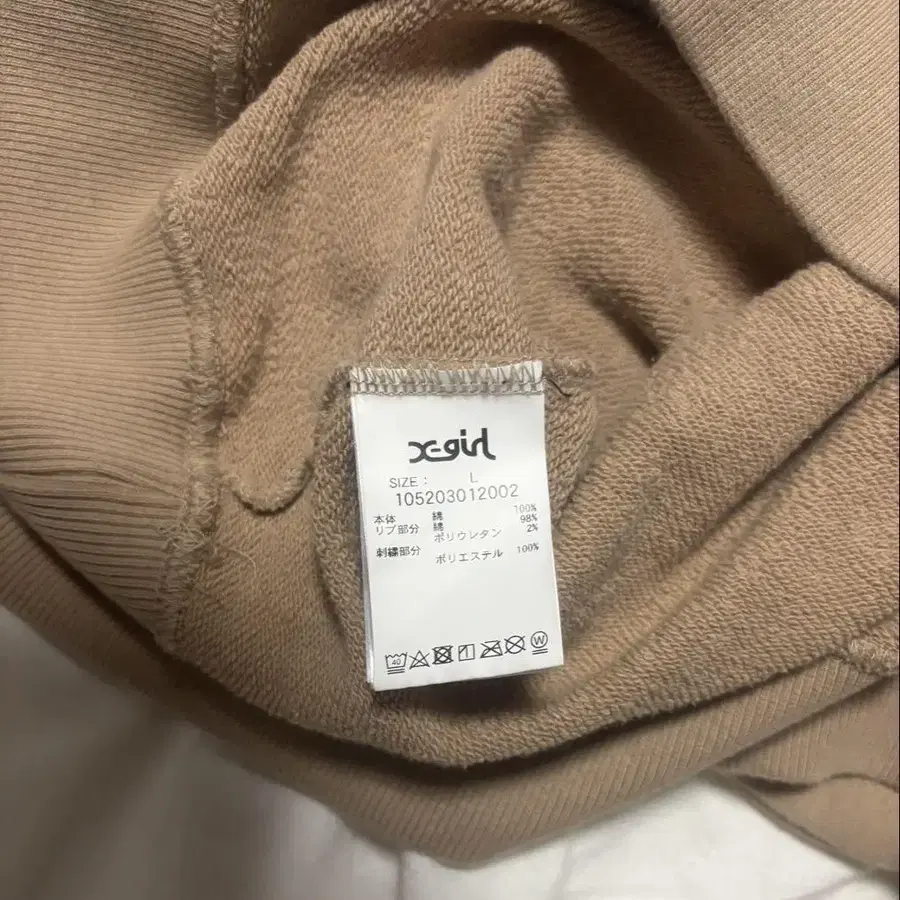 X-girl
SIZE : L
105203012002
本体 綿 100%
リブ部分 綿 98%
ポリウレタン 2%
刺繍部分 ポリエステル 100%
40 W